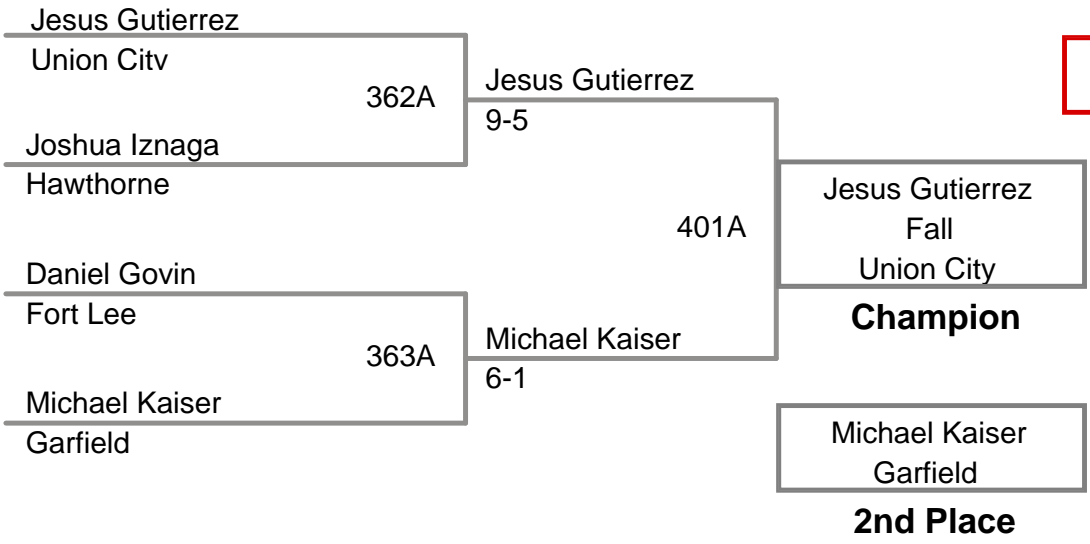 Jesus Gutierrez
Union City
362A
Joshua Iznaga
Hawthorne
Daniel Govin
Fort Lee
363A
Michael Kaiser
Garfield
Jesus Gutierrez
9-5
401A
Michael Kaiser
6-1
Jesus Gutierrez
Fall
Union City
Champion
Michael Kaiser
Garfield
2nd Place